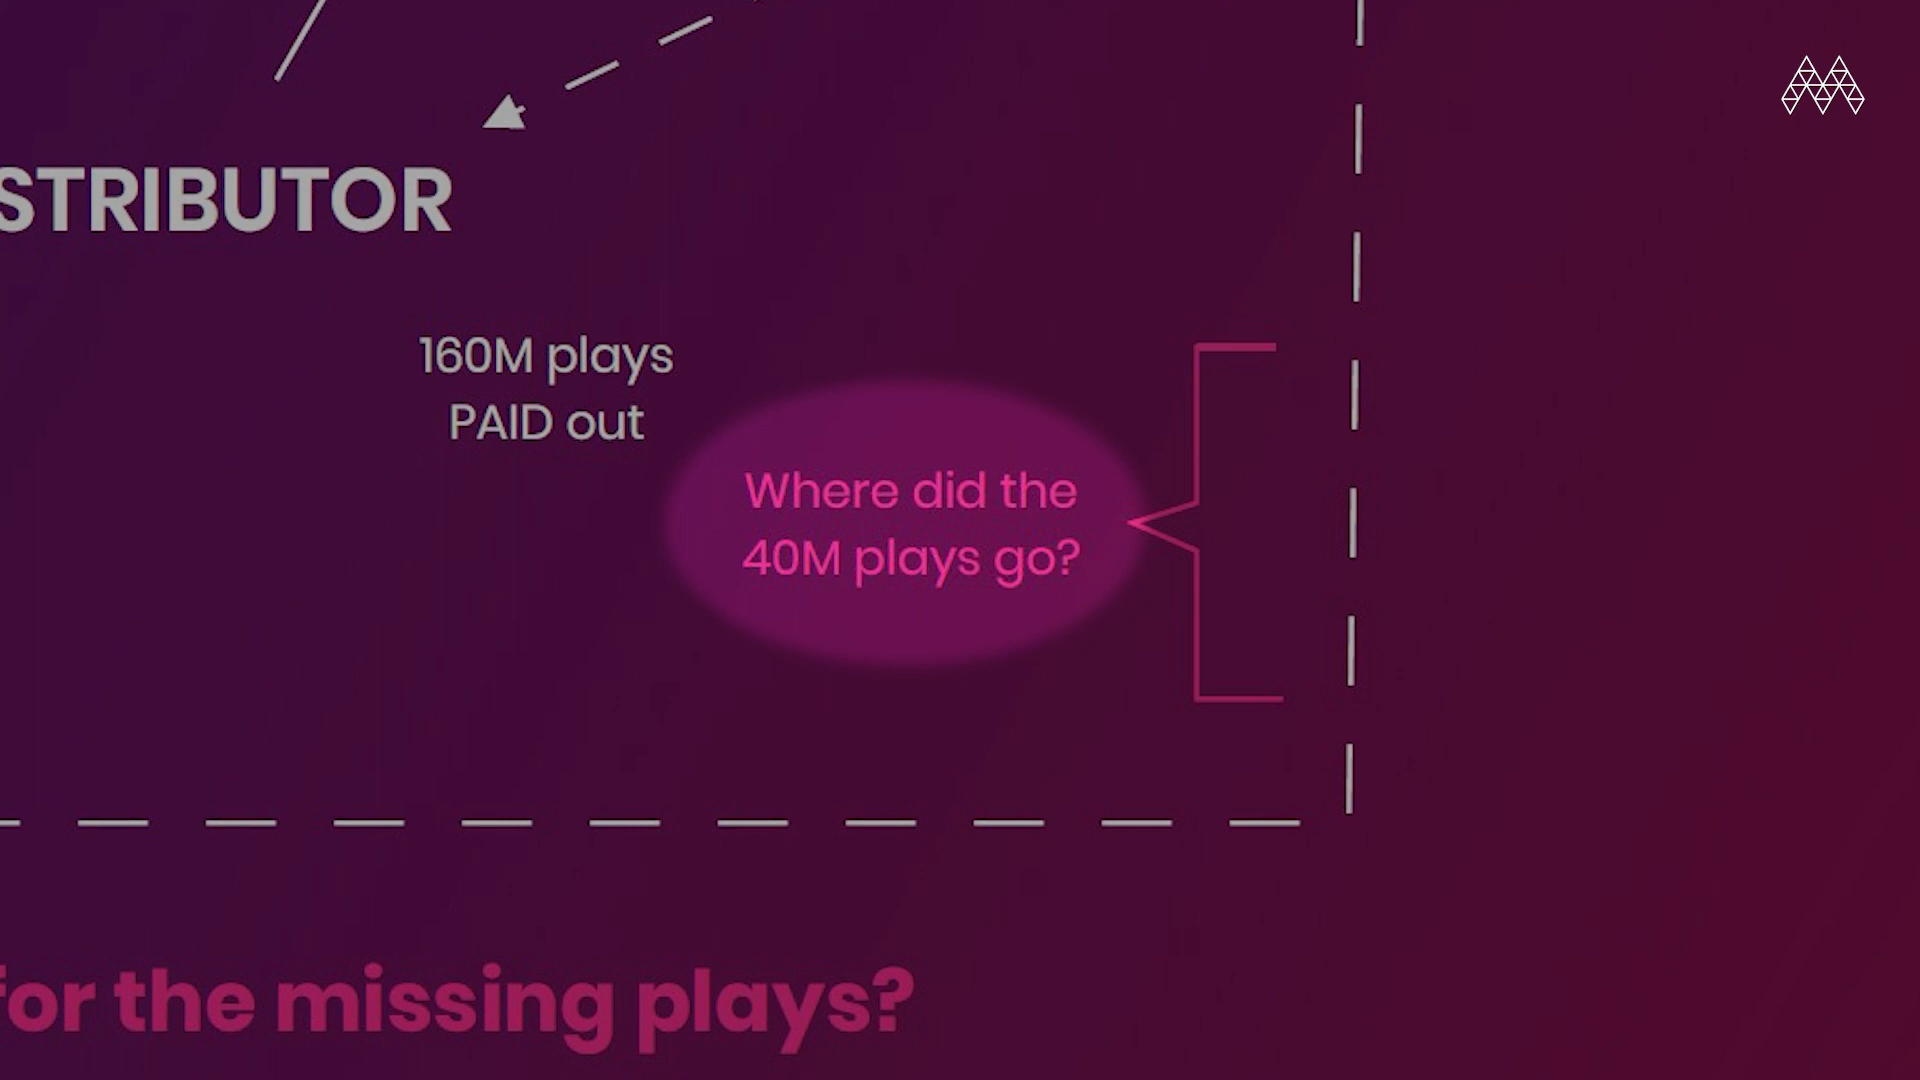 STRIBUTOR
160M plays
PAID out
Where did the
40M plays go?
for the missing plays?